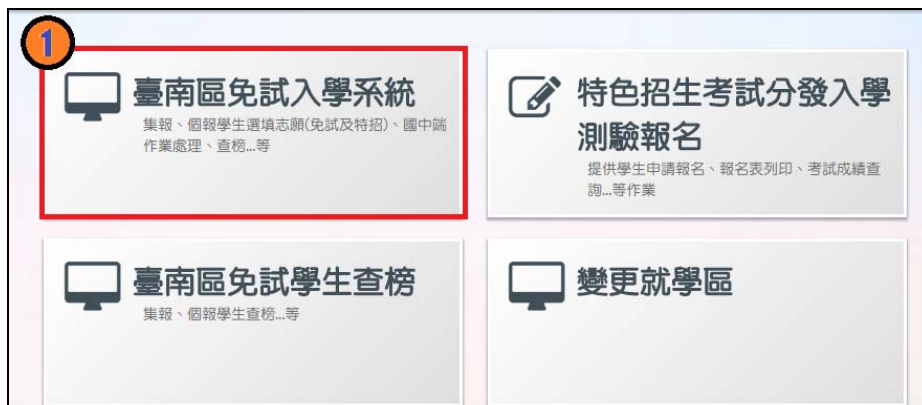 1
臺南區免試入學系統
集報、個報學生選填志願(免試及特招)、國中端
作業處理、查榜...等
特色招生考試分發入學
測驗報名
提供學生申請報名、報名表列印、考試成績查
詢...等作業
臺南區免試學生查榜
集報、個報學生查榜...等
變更就學區